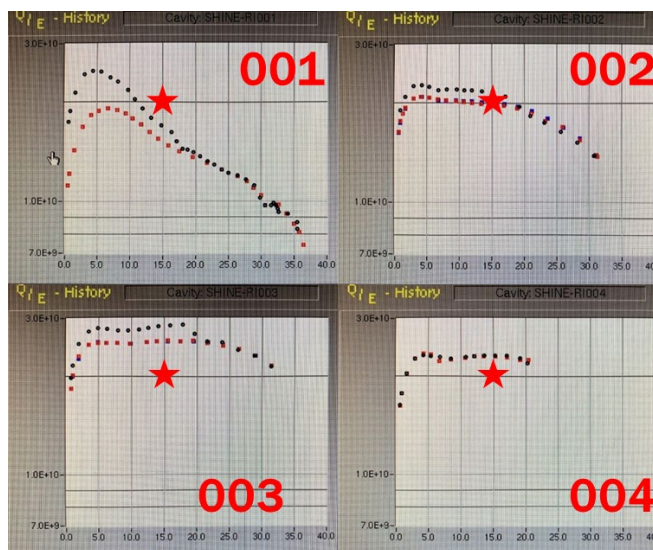 Q/E - History Cavity: SHINE-RI001
3.0E+10
001
1.0E+10
7.0E+9
0.0 5.0 10.0 15.0 20.0 25.0 30.0 35.0 40.0
Q/E - History Cavity: SHINE-RI002
3.0E+10
002
1.0E+10
7.0E+9
0.0 5.0 10.0 15.0 20.0 25.0 30.0 35.0 40.0
Q/E - History Cavity: SHINE-RI003
3.0E+10
1.0E+10
003
7.0E+9
0.0 5.0 10.0 15.0 20.0 25.0 30.0 35.0 40.0
Q/E - History Cavity: SHINE-RI004
3.0E+10
1.0E+10
004
7.0E+9
0.0 5.0 10.0 15.0 20.0 25.0 30.0 35.0 40.0